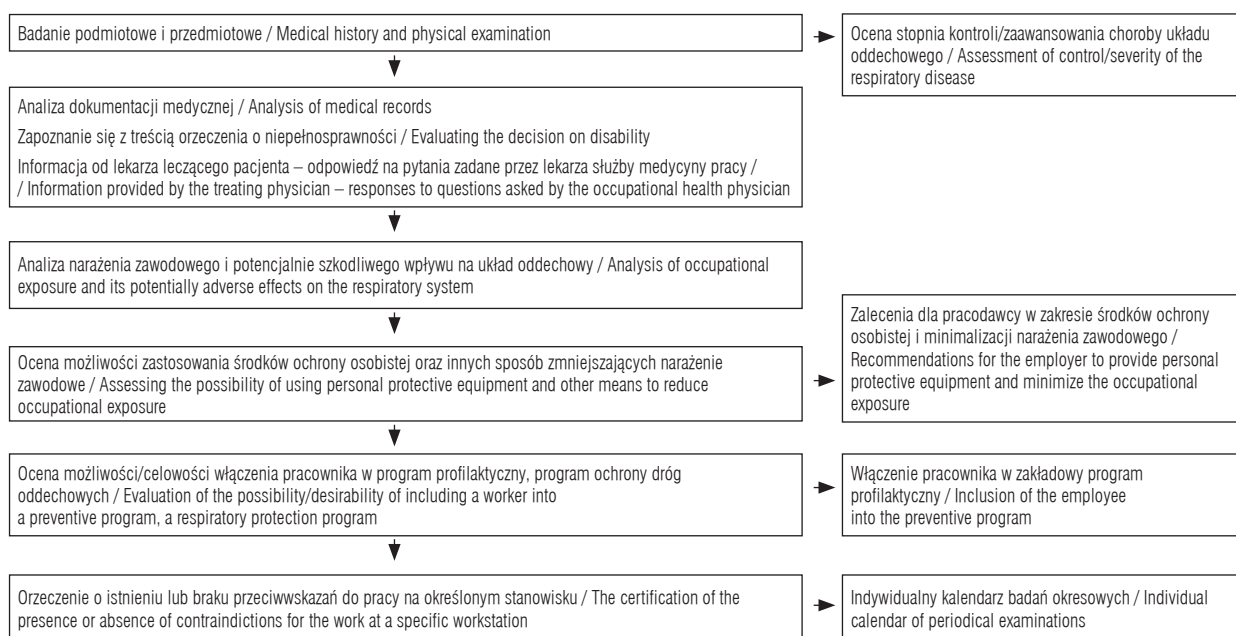 Badanie podmiotowe i przedmiotowe / Medical history and physical examination
Ocena stopnia kontroli/zaawansowania choroby układu
oddechowego / Assessment of control/severity of the
respiratory disease
Analiza dokumentacji medycznej / Analysis of medical records
Zapoznanie się z treścią orzeczenia o niepełnosprawności / Evaluating the decision on disability
Informacja od lekarza leczącego pacjenta – odpowiedź na pytania zadane przez lekarza służby medycyny pracy /
/ Information provided by the treating physician – responses to questions asked by the occupational health physician
Analiza narażenia zawodowego i potencjalnie szkodliwego wpływu na układ oddechowy / Analysis of occupational
exposure and its potentially adverse effects on the respiratory system
Ocena możliwości zastosowania środków ochrony osobistej oraz innych sposób zmniejszających narażenie
zawodowe / Assessing the possibility of using personal protective equipment and other means to reduce
occupational exposure
Zalecenia dla pracodawcy w zakresie środków ochrony
osobistej i minimalizacji narażenia zawodowego /
Recommendations for the employer to provide personal
protective equipment and minimize the occupational
exposure
Ocena możliwości/celowości włączenia pracownika w program profilaktyczny, program ochrony dróg
oddechowych / Evaluation of the possibility/desirability of including a worker into
a preventive program, a respiratory protection program
Włączenie pracownika w zakładowy program
profilaktyczny / Inclusion of the employee
into the preventive program
Orzeczenie o istnieniu lub braku przeciwwskazań do pracy na określonym stanowisku / The certification of the
presence or absence of contraindictions for the work at a specific workstation
Indywidualny kalendarz badań okresowych / Individual
calendar of periodical examinations